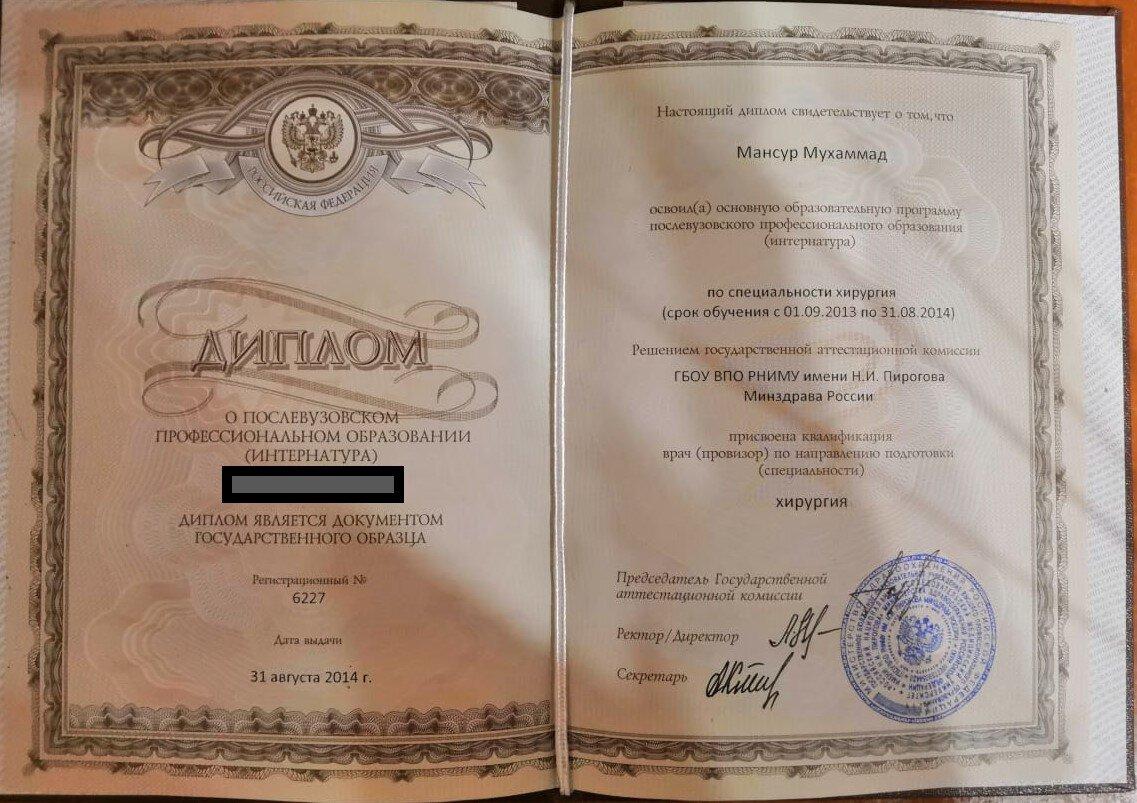 РОССИЙСКАЯ ФЕДЕРАЦИЯ
ДИПЛОМ
О ПОСЛЕВУЗОВСКОМ
ПРОФЕССИОНАЛЬНОМ ОБРАЗОВАНИИ
(ИНТЕРНАТУРА)
ДИПЛОМ ЯВЛЯЕТСЯ ДОКУМЕНТОМ
ГОСУДАРСТВЕННОГО ОБРАЗЦА
Регистрационный №
6227
Дата выдачи
31 августа 2014 г.
Настоящий диплом свидетельствует о том, что
Мансур Мухаммад
освоил(а) основную образовательную программу
послевузовского профессионального образования
(интернатура)
по специальности хирургия
(срок обучения с 01.09.2013 по 31.08.2014)
Решением государственной аттестационной комиссии
ГБОУ ВПО РНИМУ имени Н.И. Пирогова
Минздрава России
присвоена квалификация
врач (провизор) по направлению подготовки
(специальности)
хирургия
Председатель Государственной
аттестационной комиссии
Ректор/Директор
Секретарь